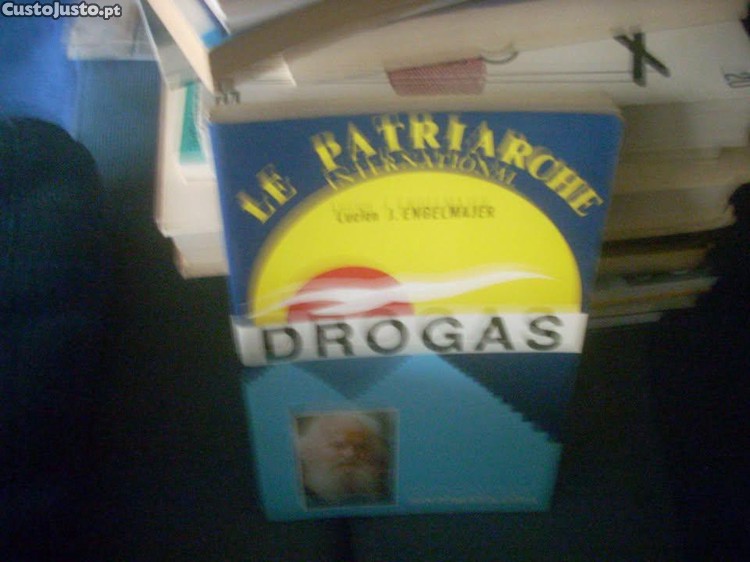 CustoJusto.pt
LE PATRIARCHE
INTERNATIONAL
Lucien J. ENGELMAJER
DROGAS